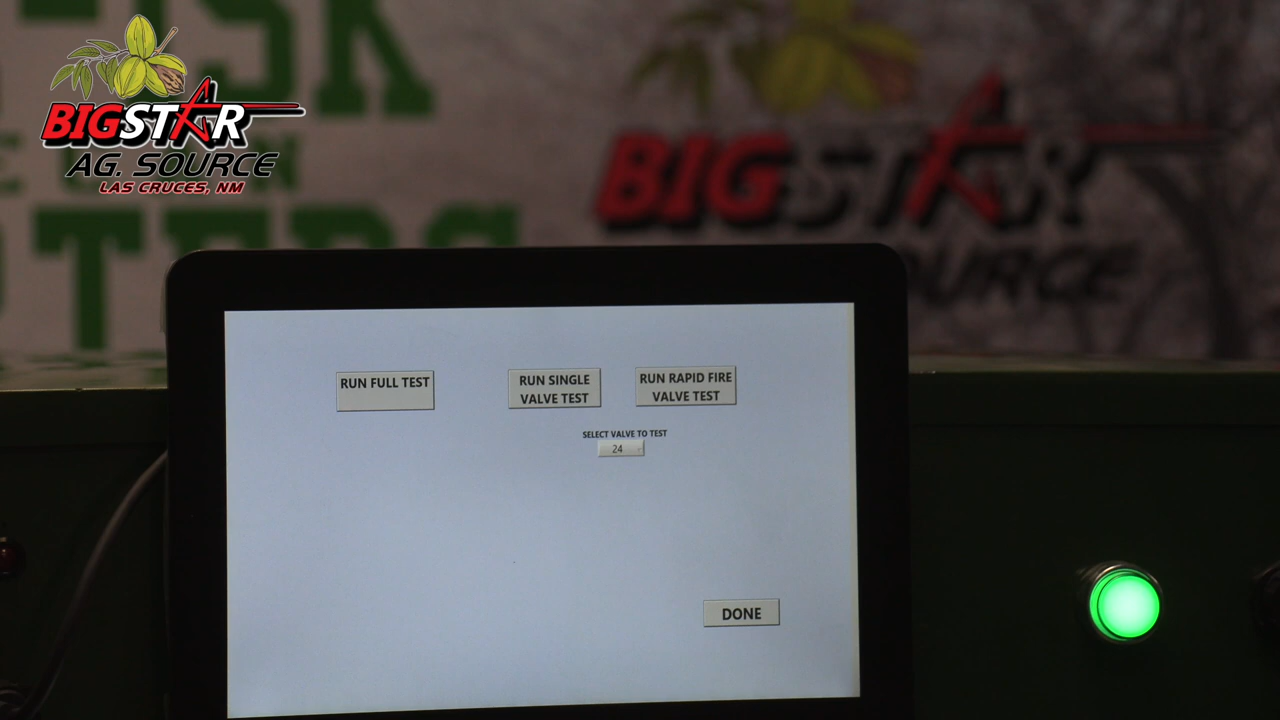 BIGSTAR
AG. SOURCE
LAS CRUCES, NM
BIGSTAR
OURCE
RUN FULL TEST
RUN SINGLE
VALVE TEST
RUN RAPID FIRE
VALVE TEST
SELECT VALVE TO TEST
24
DONE